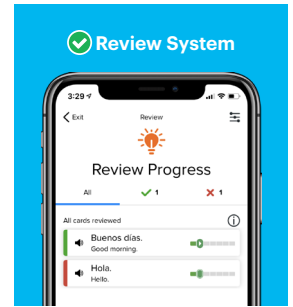 Review System
3:29
Exit Review
Review Progress
All 1 1
All cards reviewed
Buenos días.
Good morning.
Hola.
Hello.